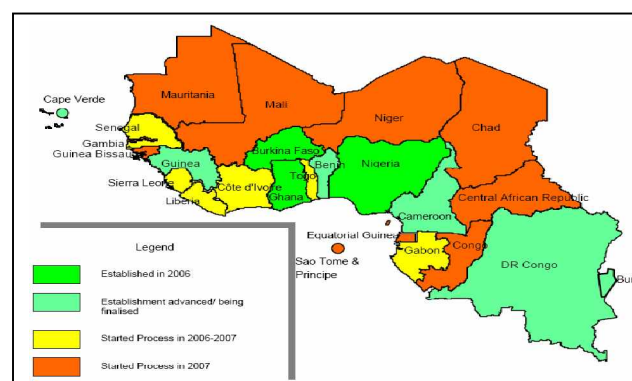 Mauritania
Mali
Niger
Chad
Cape Verde
Senegal
Gambia
Guinea Bissau
Guinea
Burkina Faso
Benin
Nigeria
Togo
Sierra Leone
Côte d'Ivoire
Ghana
Liberia
Central African Republic
Cameroon
Equatorial Guinea
Gabon
Congo
Sao Tome &
Principe
DR Congo
Bur
Legend
Established in 2006
Establishment advanced/ being
finalised
Started Process in 2006-2007
Started Process in 2007